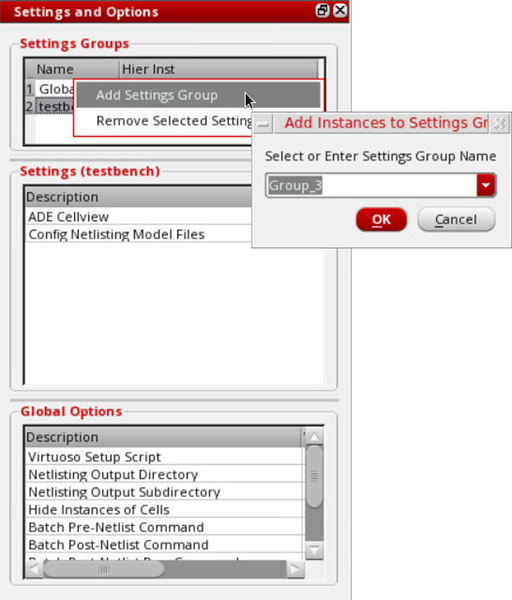 Settings and Options
Settings Groups
Name Hier Inst
1 Globa
Add Settings Group
2 testb
Remove Selected Setting
Add Instances to Settings Gr
Select or Enter Settings Group Name
Group_3
OK Cancel
Settings (testbench)
Description
ADE Cellview
Config Netlisting Model Files
Global Options
Description
Virtuoso Setup Script
Netlisting Output Directory
Netlisting Output Subdirectory
Hide Instances of Cells
Batch Pre-Netlist Command
Batch Post-Netlist Command